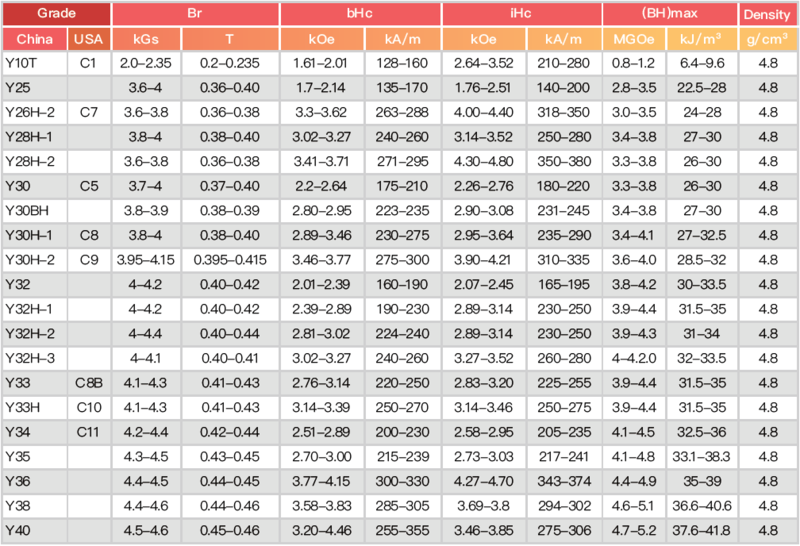 Grade Br bHc iHc (BH)max Density
China USA kGs T kOe kA/m kOe kA/m MGOe kJ/m³ g/cm³
Y10T C1 2.0–2.35 0.2–0.235 1.61–2.01 128–160 2.64–3.52 210–280 0.8–1.2 6.4–9.6 4.8
Y25 3.6–4 0.36–0.40 1.7–2.14 135–170 1.76–2.51 140–200 2.8–3.5 22.5–28 4.8
Y26H–2 C7 3.6–3.8 0.36–0.38 3.3–3.62 263–288 4.00–4.40 318–350 3.0–3.5 24–28 4.8
Y28H–1 3.8–4 0.38–0.40 3.02–3.27 240–260 3.14–3.52 250–280 3.4–3.8 27–30 4.8
Y28H–2 3.6–3.8 0.36–0.38 3.41–3.71 271–295 4.30–4.80 350–380 3.3–3.8 26–30 4.8
Y30 C5 3.7–4 0.37–0.40 2.2–2.64 175–210 2.26–2.76 180–220 3.3–3.8 26–30 4.8
Y30BH 3.8–3.9 0.38–0.39 2.80–2.95 223–235 2.90–3.08 231–245 3.4–3.8 27–30 4.8
Y30H–1 C8 3.8–4 0.38–0.40 2.89–3.46 230–275 2.95–3.64 235–290 3.4–4.1 27–32.5 4.8
Y30H–2 C9 3.95–4.15 0.395–0.415 3.46–3.77 275–300 3.90–4.21 310–335 3.6–4.0 28.5–32 4.8
Y32 4–4.2 0.40–0.42 2.01–2.39 160–190 2.07–2.45 165–195 3.8–4.2 30–33.5 4.8
Y32H–1 4–4.2 0.40–0.42 2.39–2.89 190–230 2.89–3.14 230–250 3.9–4.4 31.5–35 4.8
Y32H–2 4–4.4 0.40–0.44 2.81–3.02 224–240 2.89–3.14 230–250 3.9–4.3 31–34 4.8
Y32H–3 4–4.1 0.40–0.41 3.02–3.27 240–260 3.27–3.52 260–280 4–4.2.0 32–33.5 4.8
Y33 C8B 4.1–4.3 0.41–0.43 2.76–3.14 220–250 2.83–3.20 225–255 3.9–4.4 31.5–35 4.8
Y33H C10 4.1–4.3 0.41–0.43 3.14–3.39 250–270 3.14–3.46 250–275 3.9–4.4 31.5–35 4.8
Y34 C11 4.2–4.4 0.42–0.44 2.51–2.89 200–230 2.58–2.95 205–235 4.1–4.5 32.5–36 4.8
Y35 4.3–4.5 0.43–0.45 2.70–3.00 215–239 2.73–3.03 217–241 4.1–4.8 33.1–38.3 4.8
Y36 4.4–4.5 0.44–0.45 3.77–4.15 300–330 4.27–4.70 343–374 4.4–4.9 35–39 4.8
Y38 4.4–4.6 0.44–0.46 3.58–3.83 285–305 3.69–3.8 294–302 4.6–5.1 36.6–40.6 4.8
Y40 4.5–4.6 0.45–0.46 3.20–4.46 255–355 3.46–3.85 275–306 4.7–5.2 37.6–41.8 4.8